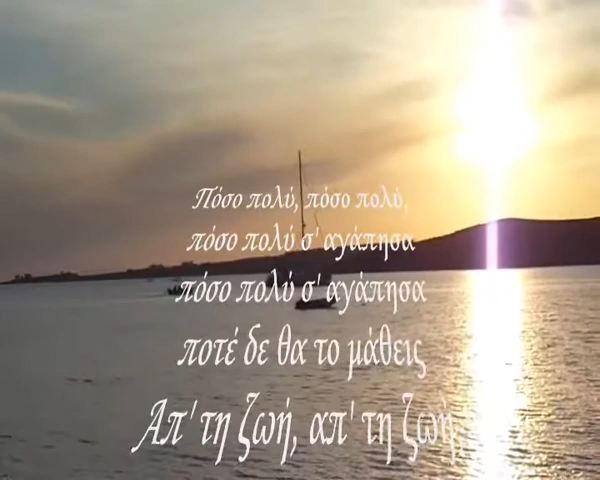 Πόσο πολύ, πόσο πολύ,
πόσο πολύ σ' αγάπησα
πόσο πολύ σ' αγάπησα
ποτέ δε θα το μάθεις
Απ' τη ζωή, απ' τη ζωή,